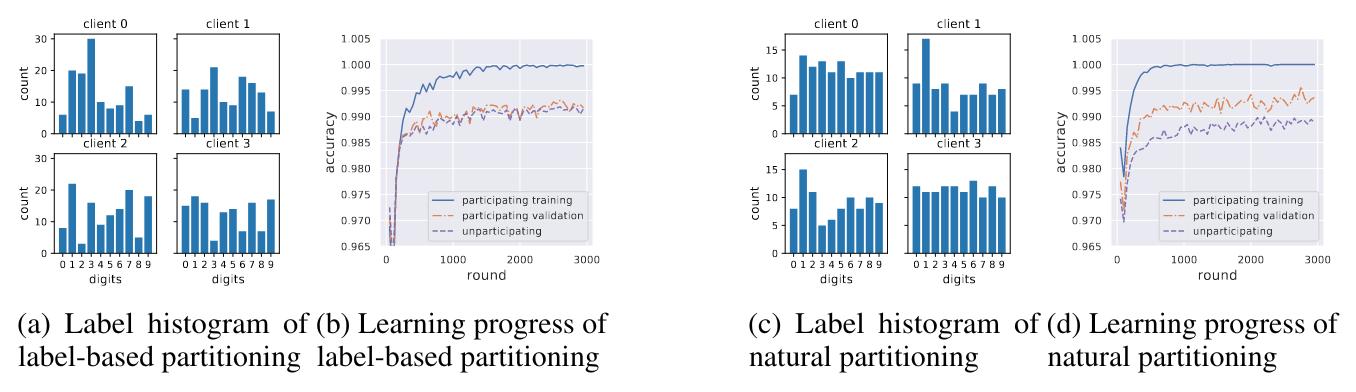 client 0
client 1
30
20
10
0
count
client 2
client 3
30
20
10
0
count
0 1 2 3 4 5 6 7 8 9
0 1 2 3 4 5 6 7 8 9
digits
digits
1.005
1.000
0.995
0.990
0.985
0.980
0.975
0.970
0.965
accuracy
participating training
participating validation
unparticipating
0
1000
2000
3000
round
client 0
client 1
15
10
5
0
count
client 2
client 3
15
10
5
0
count
0 1 2 3 4 5 6 7 8 9
0 1 2 3 4 5 6 7 8 9
digits
digits
1.005
1.000
0.995
0.990
0.985
0.980
0.975
0.970
0.965
accuracy
participating training
participating validation
unparticipating
0
1000
2000
3000
round
(a) Label histogram of
label-based partitioning
(b) Learning progress of
label-based partitioning
(c) Label histogram of
natural partitioning
(d) Learning progress of
natural partitioning